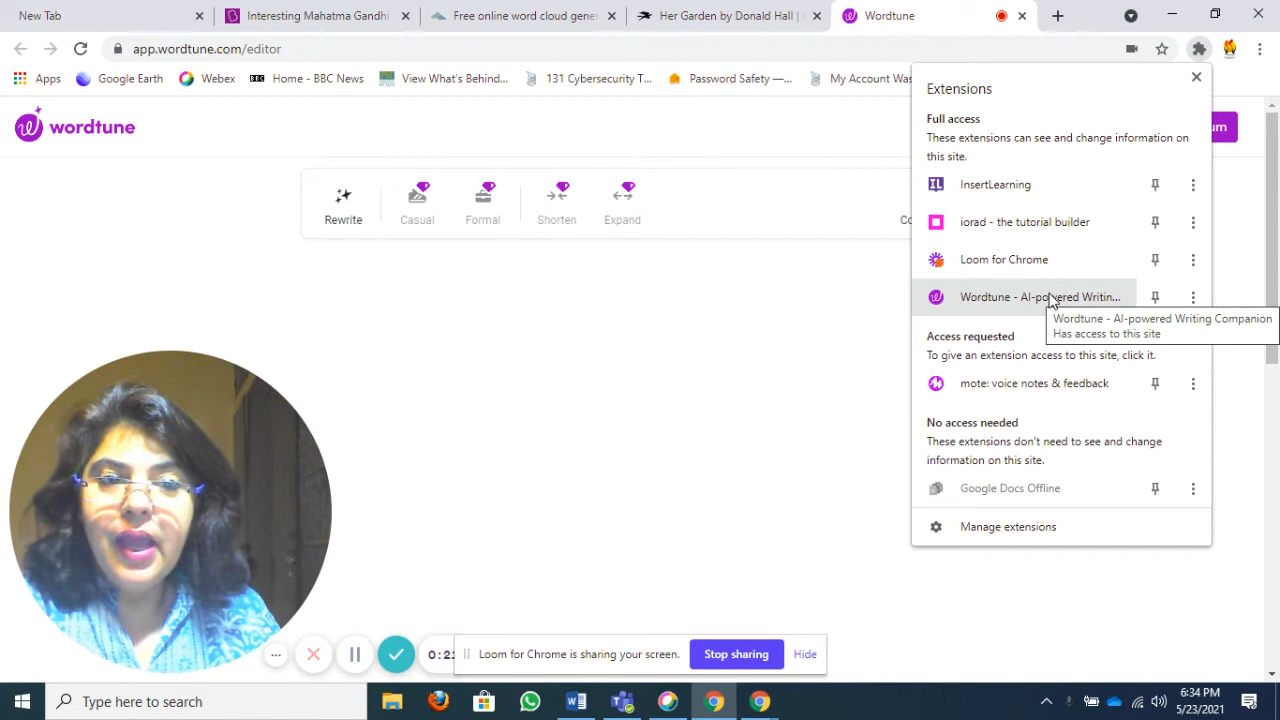 New Tab
Interesting Mahatma Gandhi
Free online word cloud gener
Her Garden by Donald Hall |
Wordtune
app.wordtune.com/editor
Apps
Google Earth
Webex
BBC
Home - BBC News
View What's Behind...
131 Cybersecurity T...
Password Safety —...
My Account Was
wordtune
Rewrite
Casual
Formal
Shorten
Expand
Co
um
Extensions
Full access
These extensions can see and change information on
this site.
IL
InsertLearning
iorad - the tutorial builder
Loom for Chrome
Wordtune - AI-powered Writin...
Wordtune - AI-powered Writing Companion
Has access to this site
Access requested
To give an extension access to this site, click it.
mote: voice notes & feedback
No access needed
These extensions don't need to see and change
information on this site.
Google Docs Offline
Manage extensions
Loom for Chrome is sharing your screen.
Stop sharing
Hide
Type here to search
6:34 PM
5/23/2021